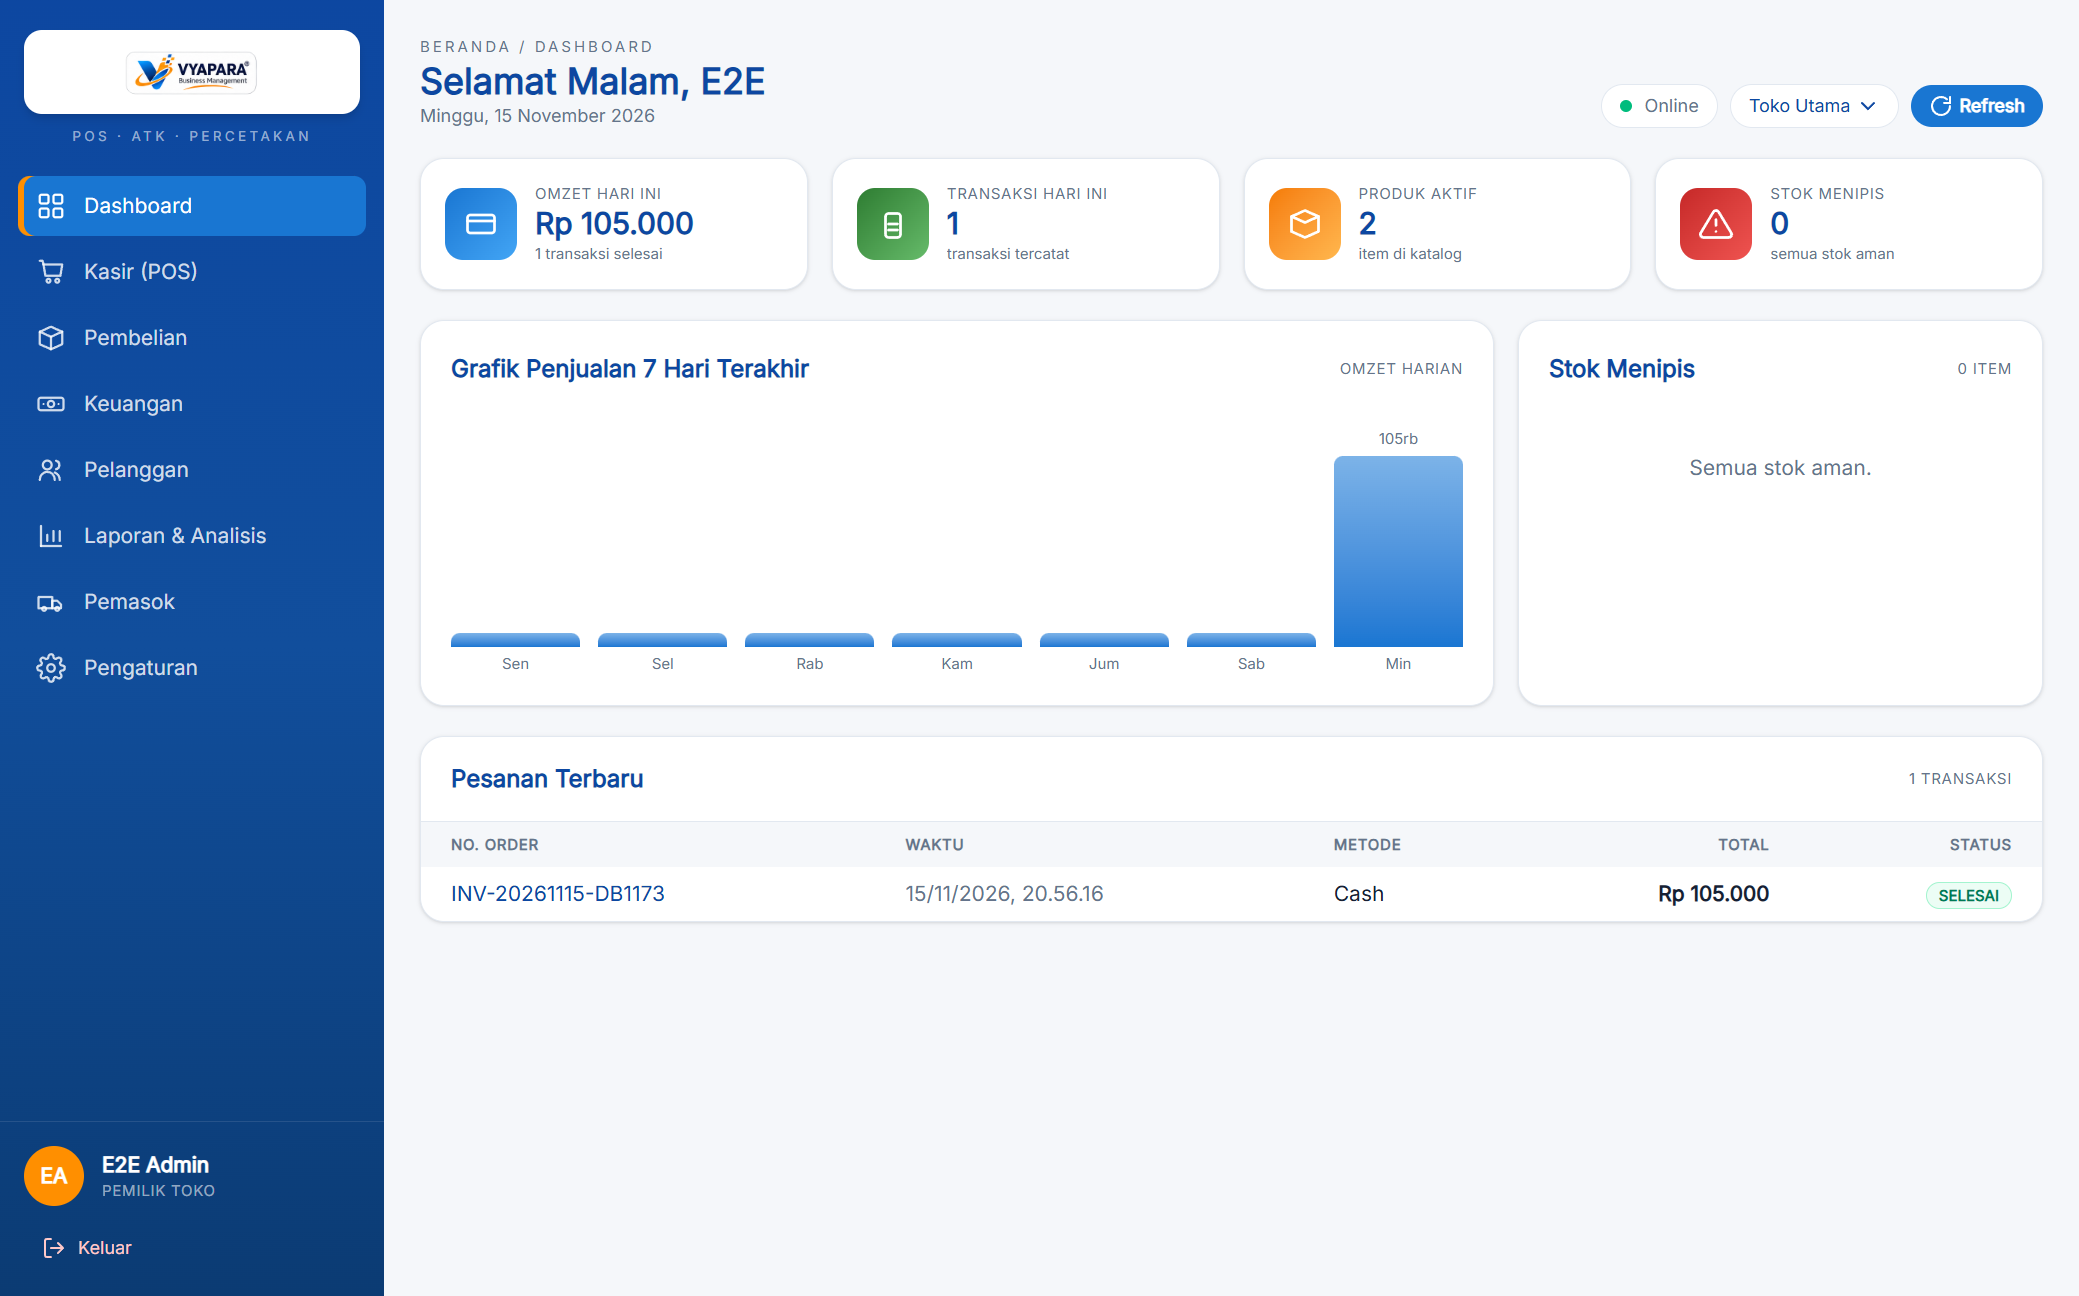 VYAPARA®
Business Management
POS · ATK · PERCETAKAN
Dashboard
Kasir (POS)
Pembelian
Keuangan
Pelanggan
Laporan & Analisis
Pemasok
Pengaturan
EA
E2E Admin
PEMILIK TOKO
Keluar
BERANDA / DASHBOARD
Selamat Malam, E2E
Minggu, 15 November 2026
Online
Toko Utama
Refresh
OMZET HARI INI
Rp 105.000
1 transaksi selesai
TRANSAKSI HARI INI
1
transaksi tercatat
PRODUK AKTIF
2
item di katalog
STOK MENIPIS
0
semua stok aman
Grafik Penjualan 7 Hari Terakhir
OMZET HARIAN
105rb
Sen Sel Rab Kam Jum Sab Min
Stok Menipis
0 ITEM
Semua stok aman.
Pesanan Terbaru
1 TRANSAKSI
NO. ORDER WAKTU METODE TOTAL STATUS
INV-20261115-DB1173 15/11/2026, 20.56.16 Cash Rp 105.000 SELESAI